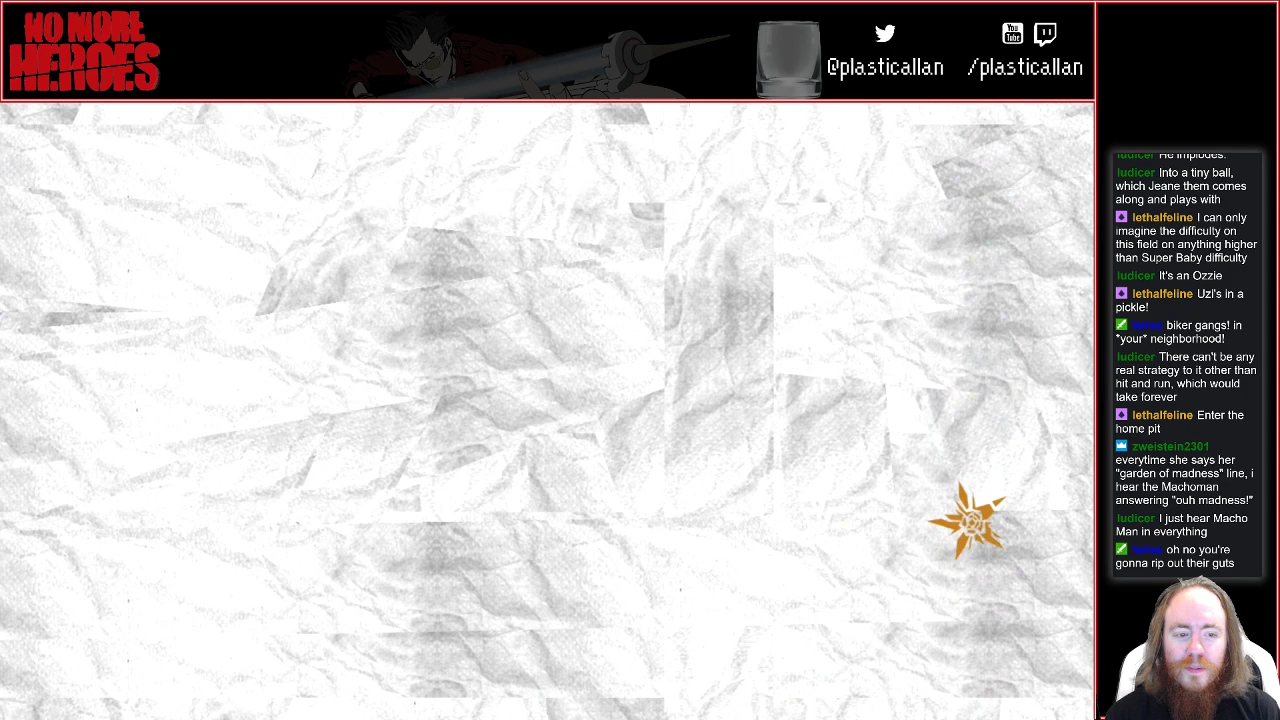 NO MORE
HEROES
@plasticallan
You
Tube
/plasticallan
ludicer He implodes.
ludicer Into a tiny ball,
which Jeane them comes
along and plays with
lethalfeline I can only
imagine the difficulty on
this field on anything higher
than Super Baby difficulty
ludicer It's an Ozzie
lethalfeline Uzi's in a
pickle!
biker gangs! in
*your* neighborhood!
ludicer There can't be any
real strategy to it other than
hit and run, which would
take forever
lethalfeline Enter the
home pit
zweistein2301
everytime she says her
"garden of madness" line, i
hear the Machoman
answering "ouh madness!"
ludicer I just hear Macho
Man in everything
oh no you're
gonna rip out their guts